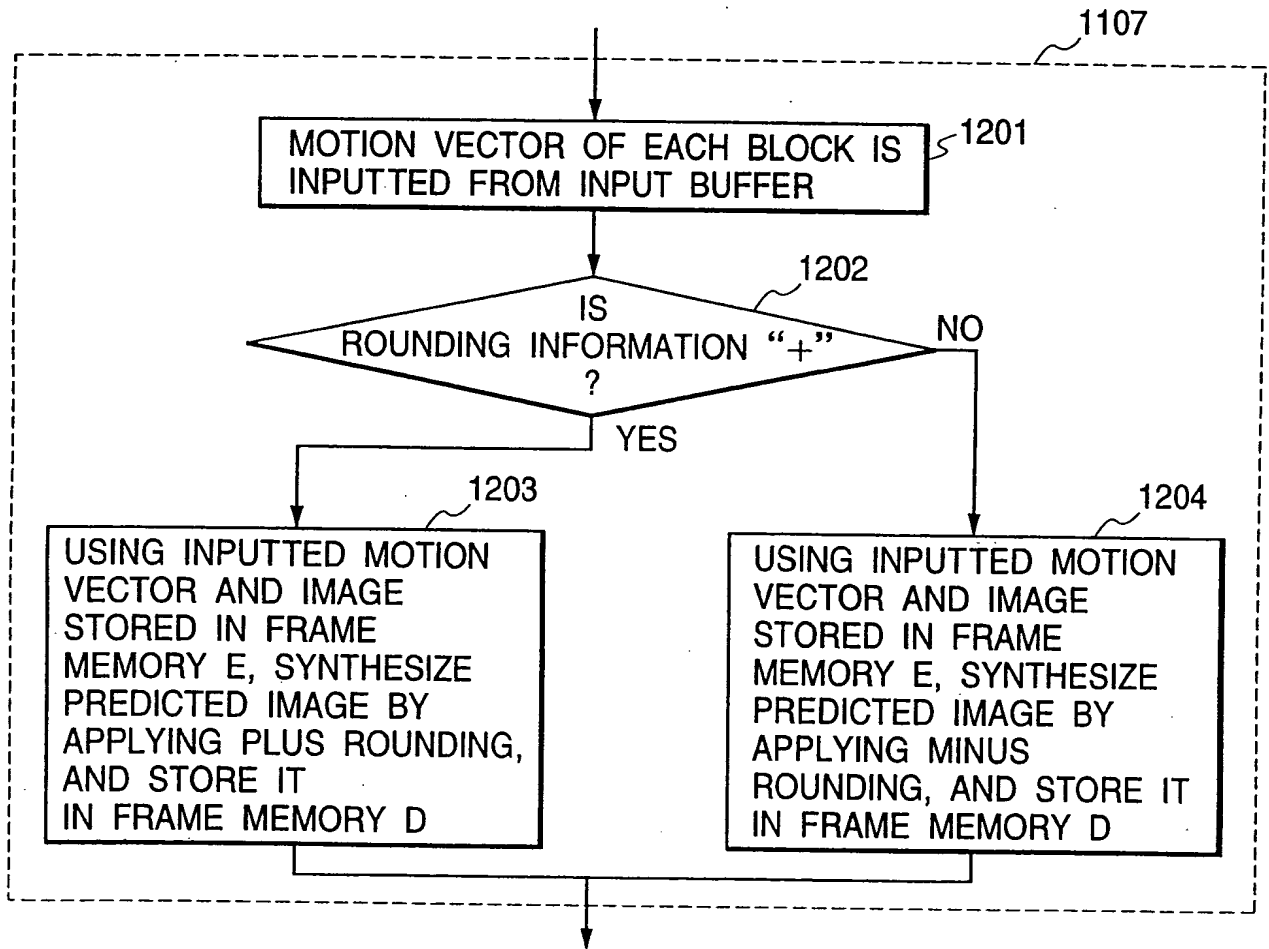 1107
MOTION VECTOR OF EACH BLOCK IS
INPUTTED FROM INPUT BUFFER
1201
1202
IS
ROUNDING INFORMATION “+”
?
NO
YES
1203
USING INPUTTED MOTION
VECTOR AND IMAGE
STORED IN FRAME
MEMORY E, SYNTHESIZE
PREDICTED IMAGE BY
APPLYING PLUS ROUNDING,
AND STORE IT
IN FRAME MEMORY D
1204
USING INPUTTED MOTION
VECTOR AND IMAGE
STORED IN FRAME
MEMORY E, SYNTHESIZE
PREDICTED IMAGE BY
APPLYING MINUS
ROUNDING, AND STORE IT
IN FRAME MEMORY D